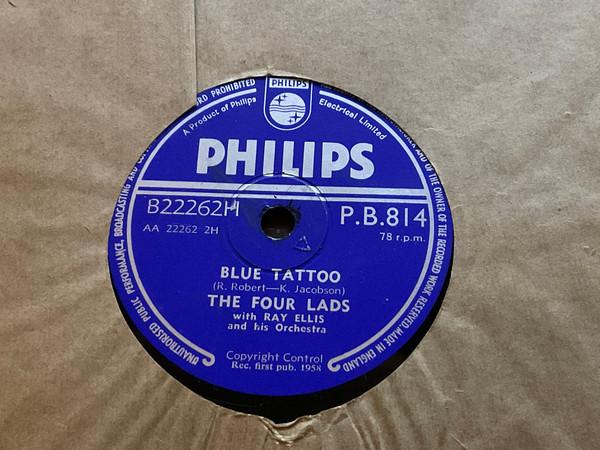 PHILIPS
A Product of Philips Electrical Limited
PHILIPS
B22262H
P.B.814
AA 22262 2H
78 r.p.m.
BLUE TATTOO
(R. Robert—K. Jacobson)
THE FOUR LADS
with RAY ELLIS
and his Orchestra
Copyright Control
Rec. first pub. 1958
UNAUTHORISED PUBLIC PERFORMANCE, BROADCASTING AND
PROHIBITED
AND OF THE OWNER OF THE RECORDED WORK RESERVED. MADE IN ENGLAND